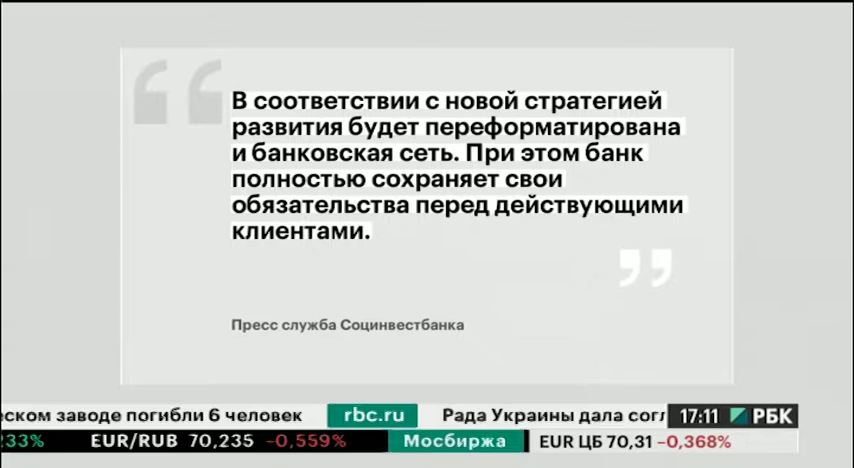 В соответствии с новой стратегией
развития будет переформатирована
и банковская сеть. При этом банк
полностью сохраняет свои
обязательства перед действующими
клиентами.
Пресс служба Социнвестбанка
ском заводе погибли 6 человек rbc.ru Рада Украины дала 17:11 РБК
33% EUR/RUB 70,235 -0,559% Мосбиржа EUR ЦБ 70,31 -0,368%